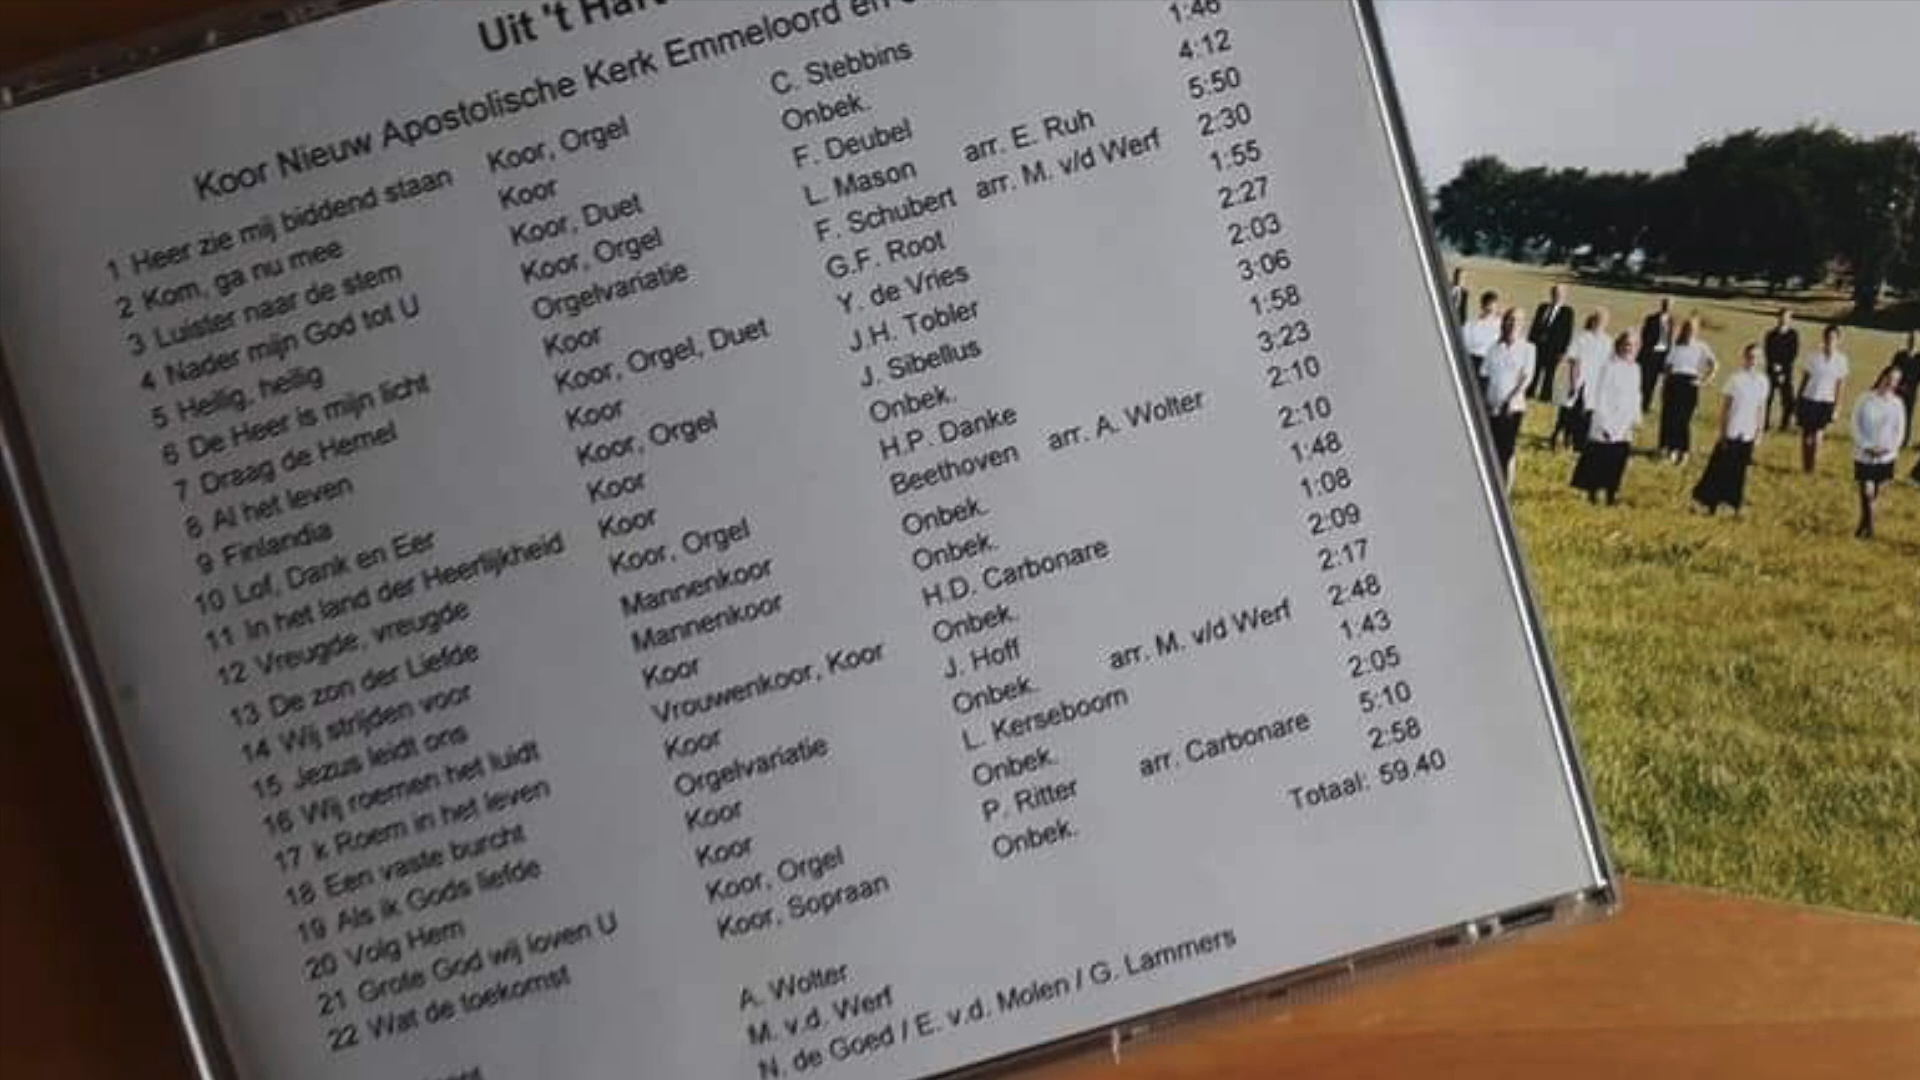 Uit 't Har
Koor Nieuw Apostolische Kerk Emmeloord en
1 Heer zie mij biddend staan Koor, Orgel C. Stebbins
2 Kom, ga nu mee Koor Onbek. 1:46
3 Luister naar de stem Koor, Duet F. Deubel 4:12
4 Nader mijn God tot U Koor, Orgel L. Mason arr. E. Ruh 5:50
5 Heilig, heilig Orgelvariatie F. Schubert arr. M. v/d Werf 2:30
6 De Heer is mijn licht Koor G.F. Root 1:55
7 Draag de Hemel Koor, Orgel, Duet Y. de Vries 2:27
8 Al het leven Koor J.H. Tobler 2:03
9 Finlandia Koor, Orgel J. Sibellius 3:06
10 Lof, Dank en Eer Koor Onbek. 1:58
11 In het land der Heerlijkheid Koor H.P. Danke 3:23
12 Vreugde, vreugde Koor, Orgel Beethoven arr. A. Wolter 2:10
13 De zon der Liefde Mannenkoor Onbek. 2:10
14 Wij strijden voor Mannenkoor Onbek. 1:48
15 Jezus leidt ons Koor H.D. Carbonare 1:08
16 Wij roemen het luidt Vrouwenkoor, Koor Onbek. 2:09
17 k Roem in het leven Koor J. Hoff 2:17
18 Een vaste burcht Orgelvariatie Onbek. arr. M. v/d Werf 2:48
19 Als ik Gods liefde Koor L. Kerseboom 1:43
20 Volg Hem Koor Onbek. 2:05
21 Grote God wij loven U Koor, Orgel P. Ritter arr. Carbonare 5:10
22 Wat de toekomst Koor, Sopraan Onbek. 2:58
Totaal: 59.40
A. Wolter
M. v.d. Werf
N. de Goed / E. v.d. Molen / G. Lammers